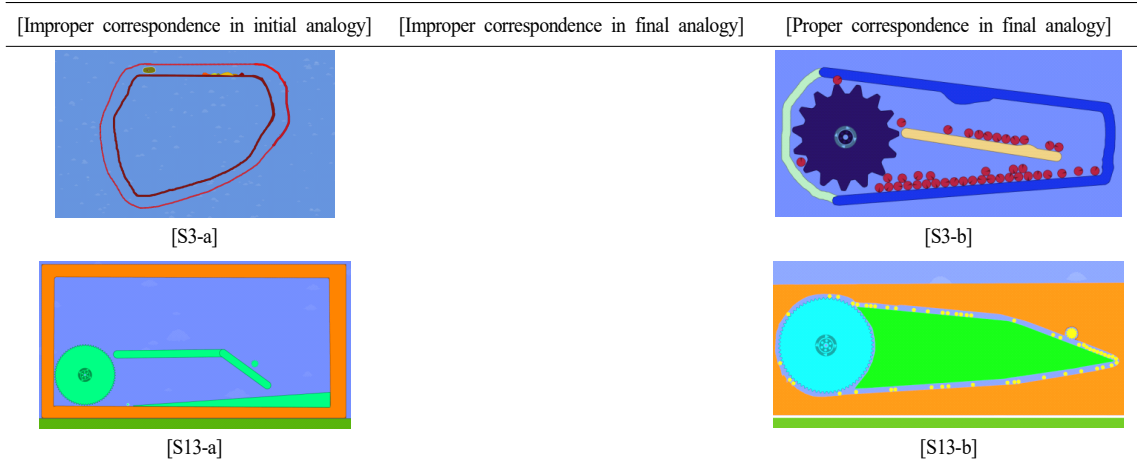 [Improper correspondence in initial analogy] [Improper correspondence in final analogy] [Proper correspondence in final analogy]
[S3-a] [S3-b]
[S13-a] [S13-b]